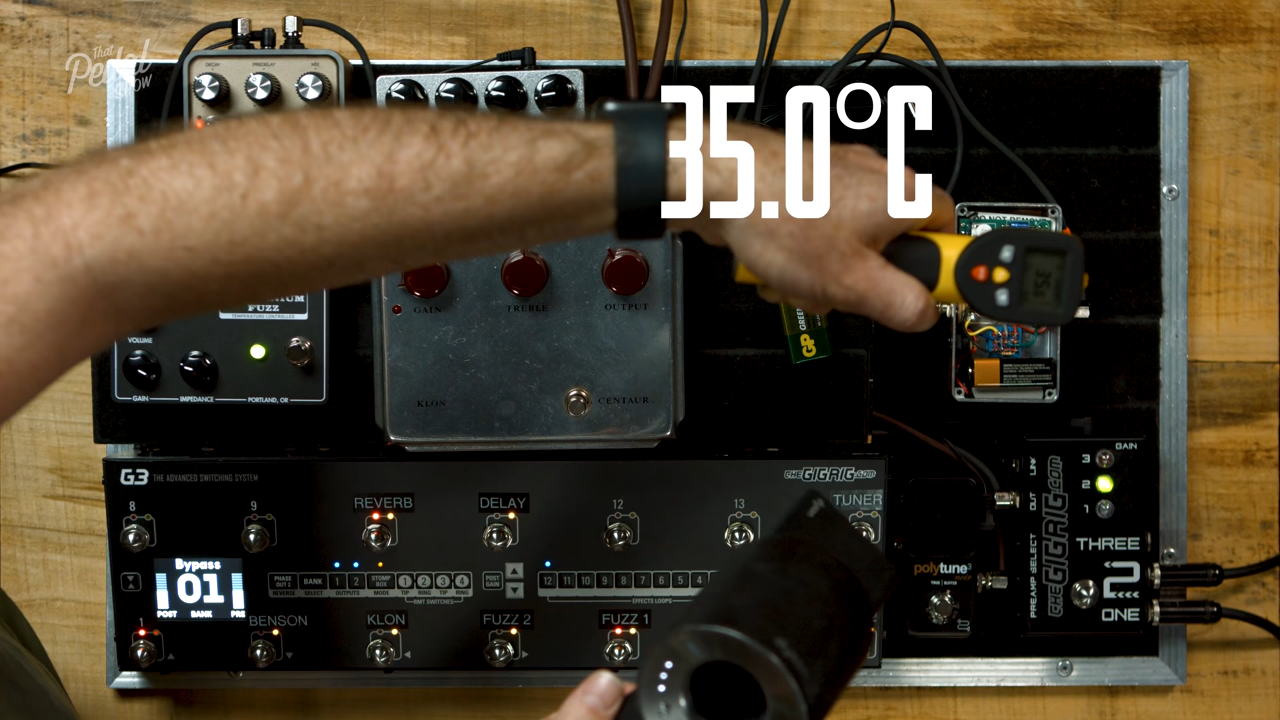 That
Pedal
SHOW
DECAY PREDELAY MIX
35.0°C
DO NOT REMOVE
GAIN TREBLE OUTPUT
FUZZ
TEMPERATURE CONTROLLED
VOLUME
GAIN IMPEDANCE PORTLAND, OR
KLON CENTAUR
GP GREEN
G3 THE ADVANCED SWITCHING SYSTEM
THEGIGRIG.COM
8 9 REVERB DELAY 12 13 TUNER
Bypass
01
POST BANK PRE
PHASE OUT 2 BANK 1 2 STOMP BOX 1 2 3 4
REVERSE SELECT OUTPUTS MODE TIP RING TIP RING
RMT SWITCHES
POST GAIN
12 11 10 9 8 7 6 5 4
EFFECTS LOOPS
1 BENSON KLON FUZZ 2 FUZZ 1
polytune3
GAIN
3
2
1
LINK
OUT
PREAMP SELECT
THEGIGRIG.COM
THREE
2
ONE